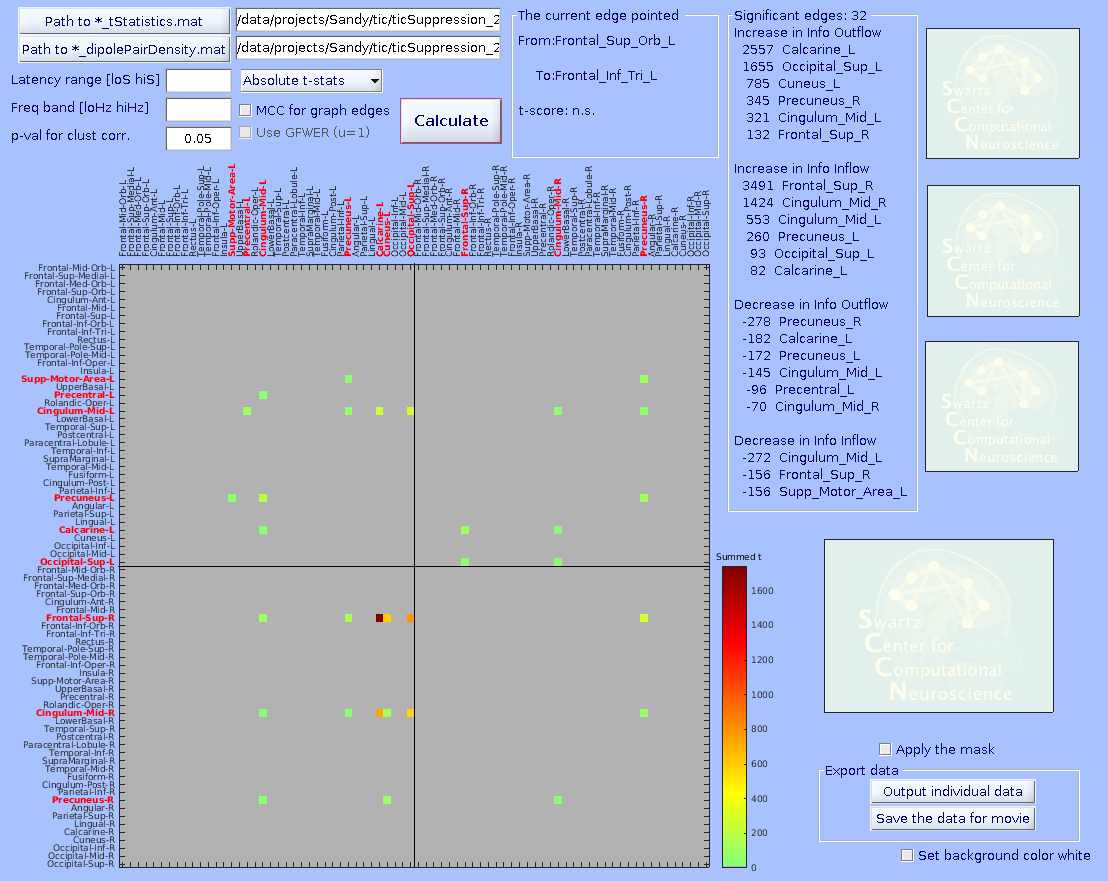 Path to *_tStatistics.mat
/data/projects/Sandy/tic/ticSuppression_2
Path to *_dipolePairDensity.mat
/data/projects/Sandy/tic/ticSuppression_2
Latency range [loS hiS]
Absolute t-stats
Freq band [loHz hiHz]
MCC for graph edges
p-val for clust corr.
0.05
Use GFWER (u=1)
Calculate
The current edge pointed
From:Frontal_Sup_Orb_L
To:Frontal_Inf_Tri_L
t-score: n.s.
Significant edges: 32
Increase in Info Outflow
2557 Calcarine_L
1655 Occipital_Sup_L
785 Cuneus_L
345 Precuneus_R
321 Cingulum_Mid_L
132 Frontal_Sup_R
Increase in Info Inflow
3491 Frontal_Sup_R
1424 Cingulum_Mid_R
553 Cingulum_Mid_L
260 Precuneus_L
93 Occipital_Sup_L
82 Calcarine_L
Decrease in Info Outflow
-278 Precuneus_R
-182 Calcarine_L
-172 Precuneus_L
-145 Cingulum_Mid_L
-96 Precentral_L
-70 Cingulum_Mid_R
Decrease in Info Inflow
-272 Cingulum_Mid_L
-156 Frontal_Sup_R
-156 Supp_Motor_Area_L
Swartz
Center for
Computational
Neuroscience
Swartz
Center for
Computational
Neuroscience
Swartz
Center for
Computational
Neuroscience
Supp-Motor-Area-L
Precentral-L
Cingulum-Mid-L
Precuneus-L
Calcarine-L
Cuneus-L
Occipital-Sup-L
Frontal-Sup-R
Cingulum-Mid-R
Precuneus-R
Frontal-Mid-Orb-L
Frontal-Sup-Medial-L
Frontal-Med-Orb-L
Frontal-Sup-Orb-L
Cingulum-Ant-L
Frontal-Mid-L
Frontal-Sup-L
Frontal-Inf-Orb-L
Frontal-Inf-Tri-L
Rectus-L
Temporal-Pole-Sup-L
Temporal-Pole-Mid-L
Frontal-Inf-Oper-L
Insula-L
Supp-Motor-Area-L
UpperBasal-L
Precentral-L
Rolandic-Oper-L
Cingulum-Mid-L
LowerBasal-L
Temporal-Sup-L
Postcentral-L
Paracentral-Lobule-L
Temporal-Inf-L
SupraMarginal-L
Temporal-Mid-L
Fusiform-L
Cingulum-Post-L
Parietal-Inf-L
Precuneus-L
Angular-L
Parietal-Sup-L
Lingual-L
Calcarine-L
Cuneus-L
Occipital-Inf-L
Occipital-Mid-L
Occipital-Sup-L
Frontal-Mid-Orb-R
Frontal-Sup-Medial-R
Frontal-Med-Orb-R
Frontal-Sup-Orb-R
Cingulum-Ant-R
Frontal-Mid-R
Frontal-Sup-R
Frontal-Inf-Orb-R
Frontal-Inf-Tri-R
Rectus-R
Temporal-Pole-Sup-R
Temporal-Pole-Mid-R
Frontal-Inf-Oper-R
Insula-R
Supp-Motor-Area-R
UpperBasal-R
Precentral-R
Rolandic-Oper-R
Cingulum-Mid-R
LowerBasal-R
Temporal-Sup-R
Postcentral-R
Paracentral-Lobule-R
Temporal-Inf-R
SupraMarginal-R
Temporal-Mid-R
Fusiform-R
Cingulum-Post-R
Parietal-Inf-R
Precuneus-R
Angular-R
Parietal-Sup-R
Lingual-R
Calcarine-R
Cuneus-R
Occipital-Inf-R
Occipital-Mid-R
Occipital-Sup-R
Summed t
1600
1400
1200
1000
800
600
400
200
0
Swartz
Center for
Computational
Neuroscience
Apply the mask
Export data
Output individual data
Save the data for movie
Set background color white